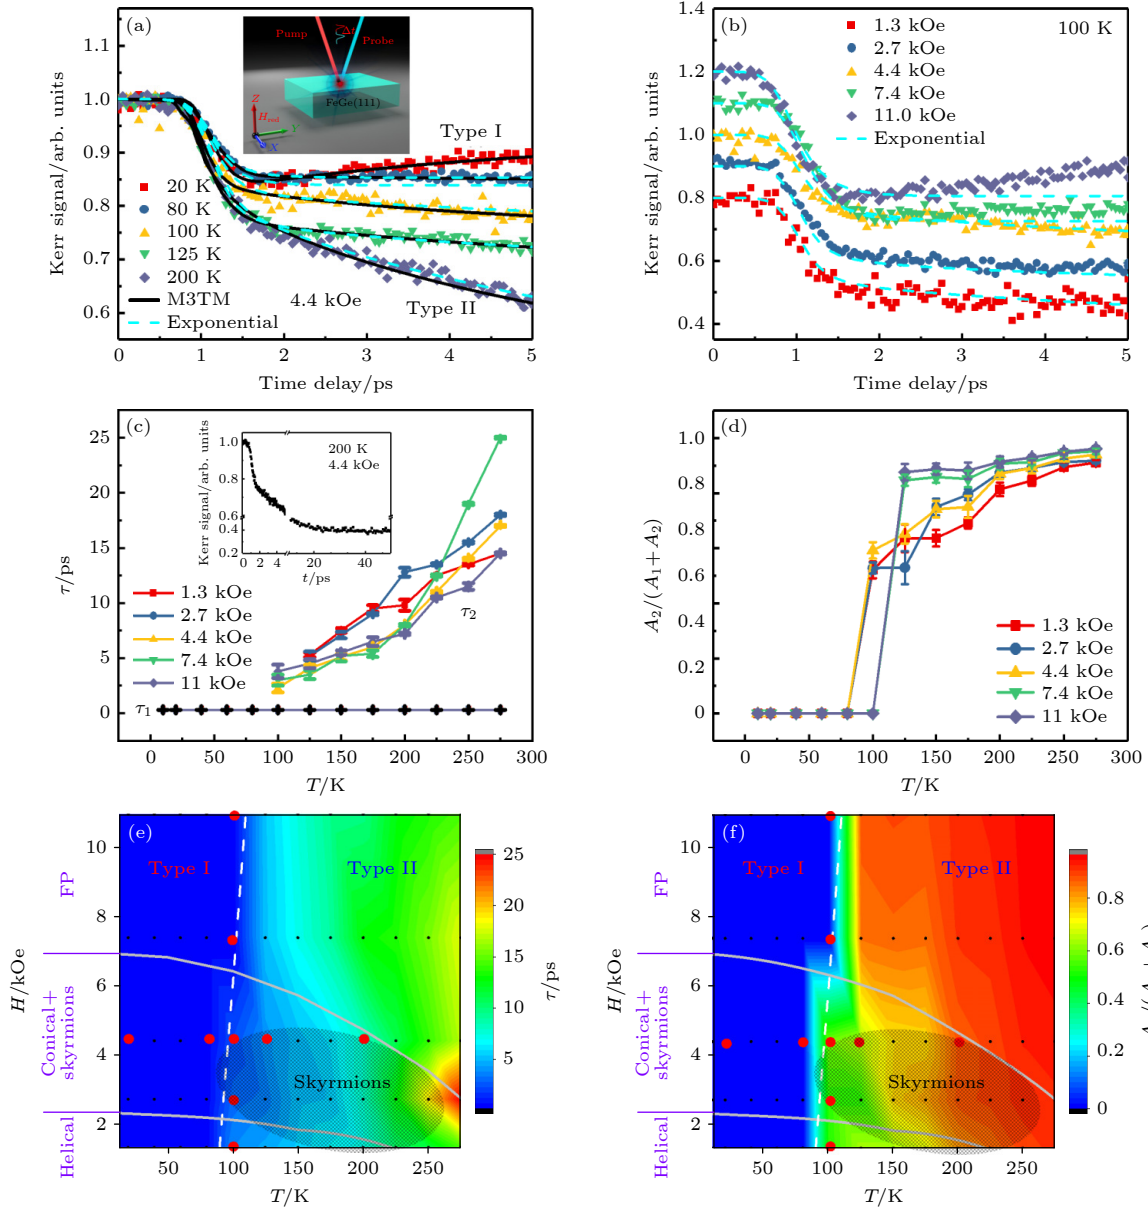 (a)
1.1
1.0
0.9
0.8
0.7
0.6
Kerr signal/arb. units
0
1
2
3
4
5
Time delay/ps
Pump
Δt
Probe
FeGe(111)
Z
Y
X
Type I
20 K
80 K
100 K
125 K
200 K
M3TM
4.4 kOe
Exponential
Type II
(b)
100 K
1.4
1.2
1.0
0.8
0.6
0.4
Kerr signal/arb. units
1.3 kOe
2.7 kOe
4.4 kOe
7.4 kOe
11.0 kOe
Exponential
0
1
2
3
4
5
Time delay/ps
(c)
25
20
15
10
5
0
τ/ps
Kerr signal/arb. units
1.0
0.8
0.6
0.4
0.2
200 K
4.4 kOe
0
2
4
20
40
t/ps
1.3 kOe
2.7 kOe
4.4 kOe
7.4 kOe
11 kOe
τ2
τ1
0
50
100
150
200
250
300
T/K
(d)
1.0
0.8
0.8
0.6
0.2
0
A2/(A1+A2)
1.3 kOe
2.7 kOe
4.4 kOe
7.4 kOe
11 kOe
0
50
100
150
200
250
300
T/K
(e)
Type I
Type II
Skyrmions
FP
Conical+
skyrmions
Helical
10
8
6
4
2
H/kOe
50
100
150
200
250
T/K
25
20
15
10
5
τ/ps
(f)
Type I
Type II
Skyrmions
FP
Conical+
skyrmions
Helical
10
8
6
4
2
H/kOe
50
100
150
200
250
T/K
0.8
0.6
0.4
0.2
0